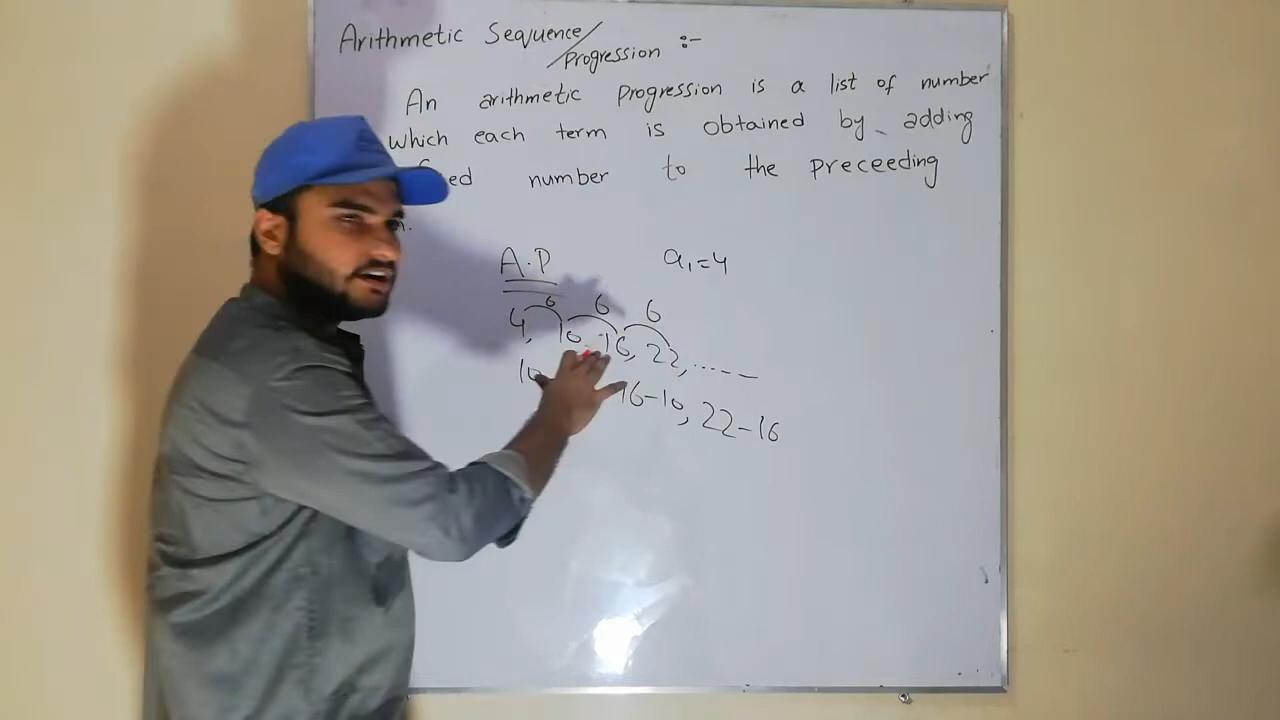 Arithmetic Sequence/
Progression :-
An arithmetic Progression is a list of number
which each term is obtained by adding
number to the preceeding
A.P a₁=4
6 6 6
4, 10, 16, 22, .....
10 16-10, 22-16